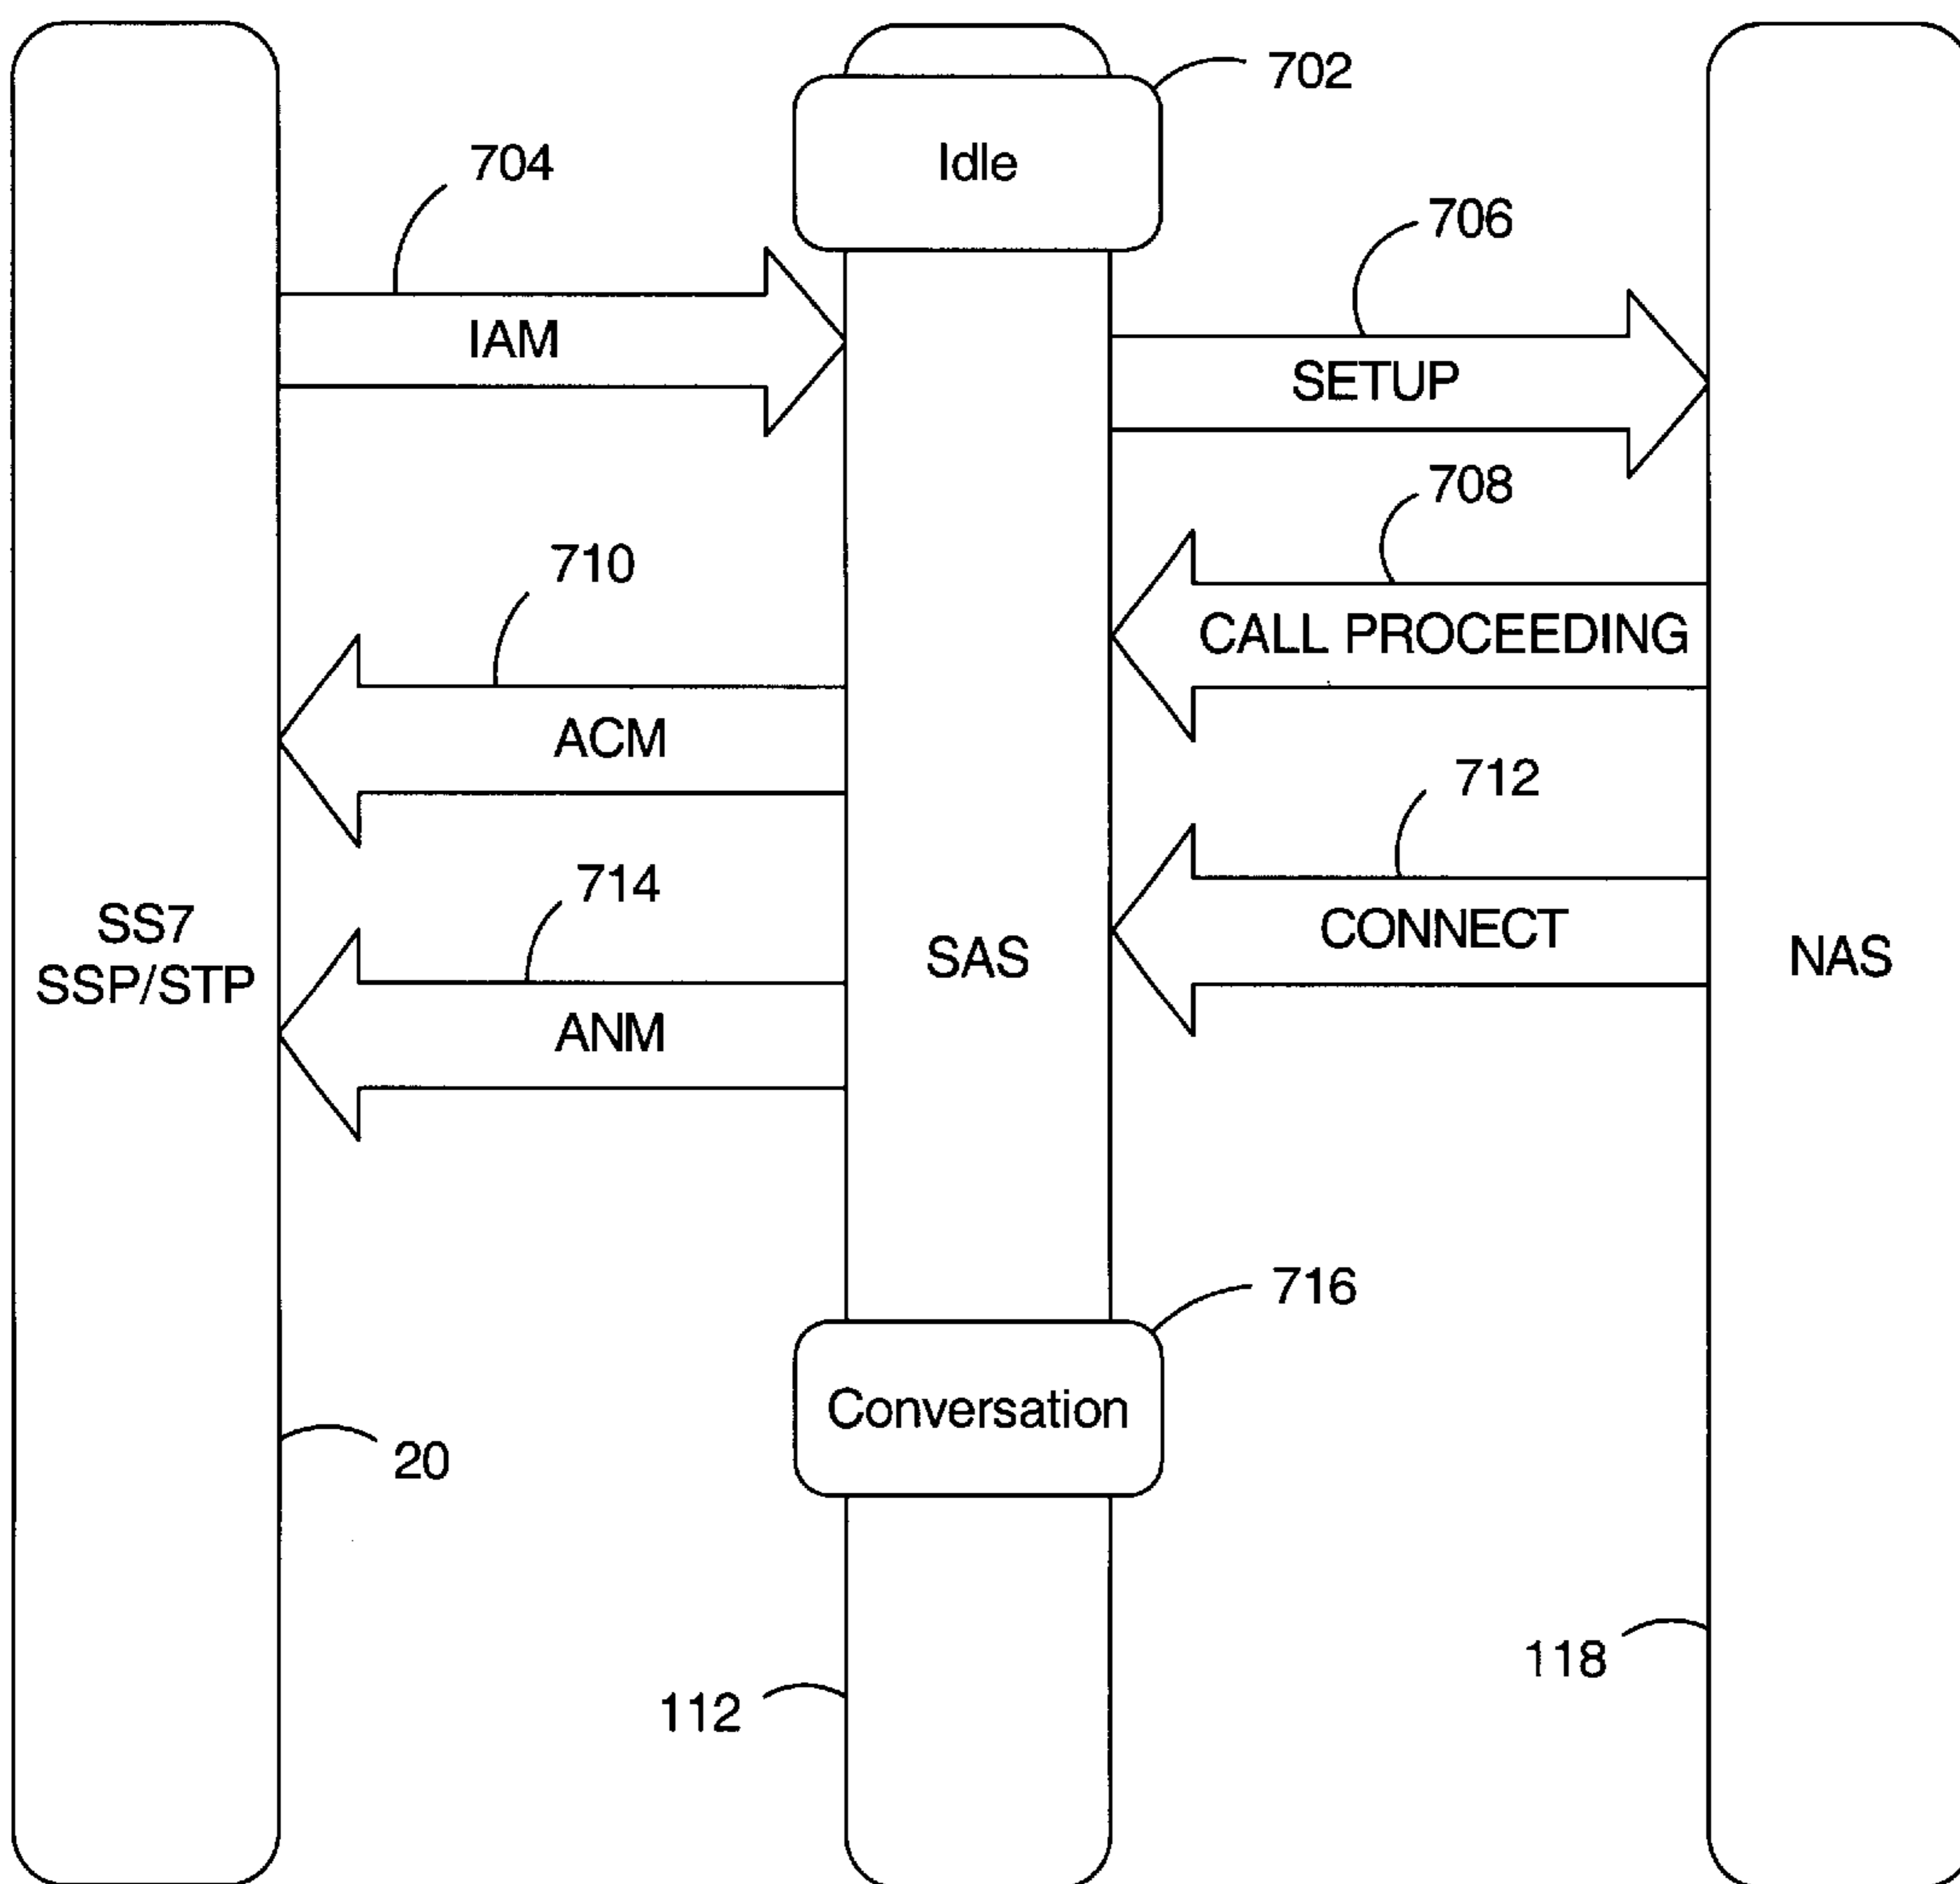 702
Idle
704
706
IAM
SETUP
708
710
CALL PROCEEDING
ACM
712
714
CONNECT
SS7
SSP/STP
SAS
NAS
ANM
716
Conversation
20
118
112